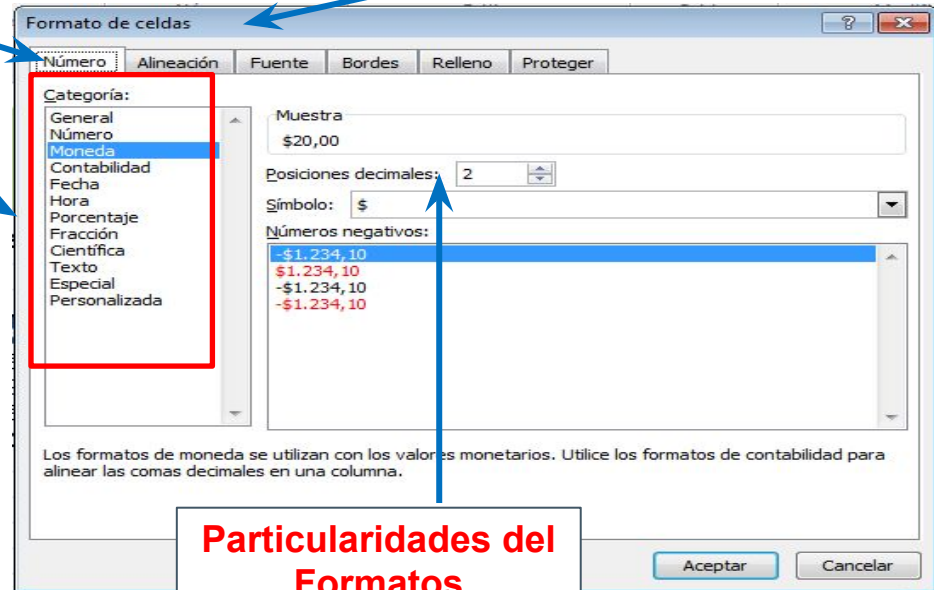 Formato de celdas
Número Alineación Fuente Bordes Relleno Proteger
Categoría:
General
Número
Moneda
Contabilidad
Fecha
Hora
Porcentaje
Fracción
Científica
Texto
Especial
Personalizada
Muestra
$20,00
Posiciones decimales: 2
Símbolo: $
Números negativos:
-$1.234,10
$1.234,10
-$1.234,10
-$1.234,10
Los formatos de moneda se utilizan con los valores monetarios. Utilice los formatos de contabilidad para
alinear las comas decimales en una columna.
Particularidades del
Formatos
Aceptar Cancelar